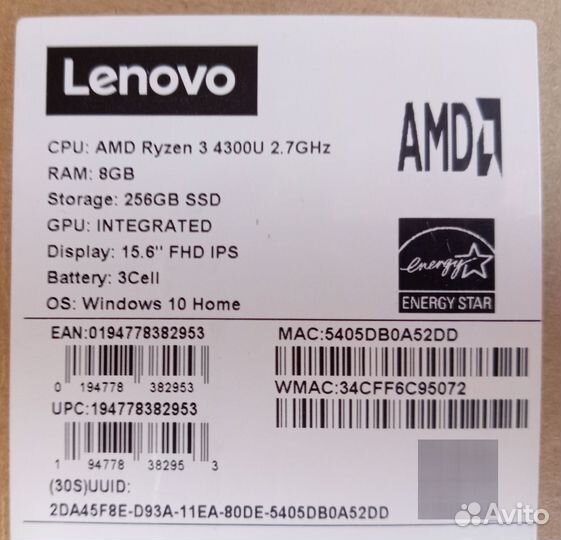 Lenovo
CPU: AMD Ryzen 3 4300U 2.7GHz
AMD
RAM: 8GB
Storage: 256GB SSD
GPU: INTEGRATED
Display: 15.6" FHD IPS
Battery: 3Cell
OS: Windows 10 Home
energy
ENERGY STAR
EAN:0194778382953
0 194778 382953
MAC:5405DB0A52DD
WMAC:34CFF6C95072
UPC:194778382953
1 94778 38295 3
(30S)UUID:
2DA45F8E-D93A-11EA-80DE-5405DB0A52DD
Avito